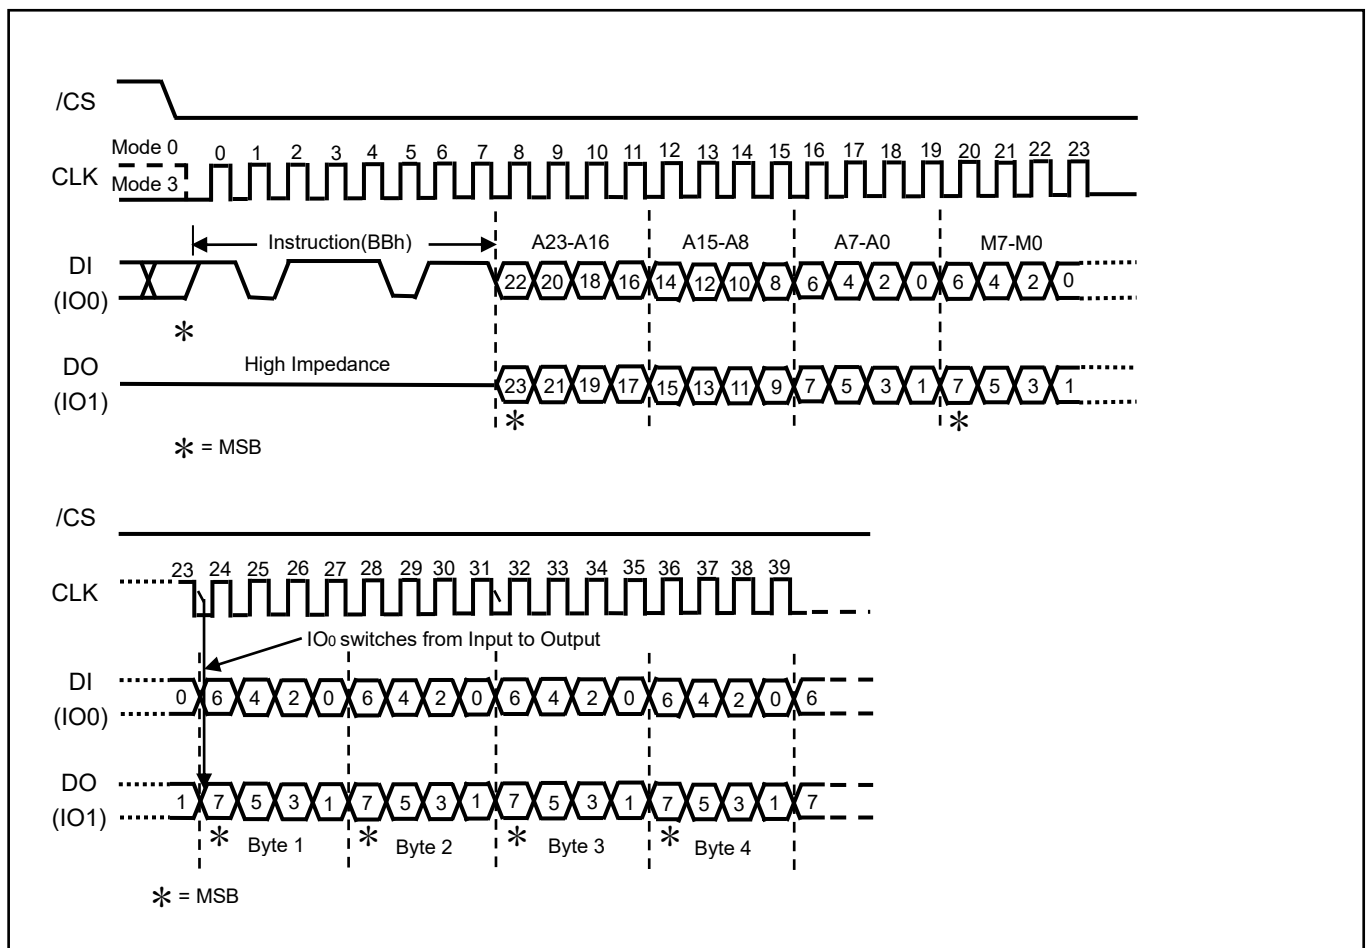 /CS
Mode 0
CLK
Mode 3
0 1 2 3 4 5 6 7 8 9 10 11 12 13 14 15 16 17 18 19 20 21 22 23
Instruction(BBh) A23-A16 A15-A8 A7-A0 M7-M0
DI
(IO0)
22 20 18 16 14 12 10 8 6 4 2 0 6 4 2 0
*
DO
(IO1)
High Impedance
23 21 19 17 15 13 11 9 7 5 3 1 7 5 3 1
* *
* = MSB
/CS
23 24 25 26 27 28 29 30 31 32 33 34 35 36 37 38 39
CLK
IO0 switches from Input to Output
DI
(IO0)
0 6 4 2 0 6 4 2 0 6 4 2 0 6 4 2 0 6
DO
(IO1)
1 7 5 3 1 7 5 3 1 7 5 3 1 7 5 3 1 7
* Byte 1 * Byte 2 * Byte 3 * Byte 4
* = MSB